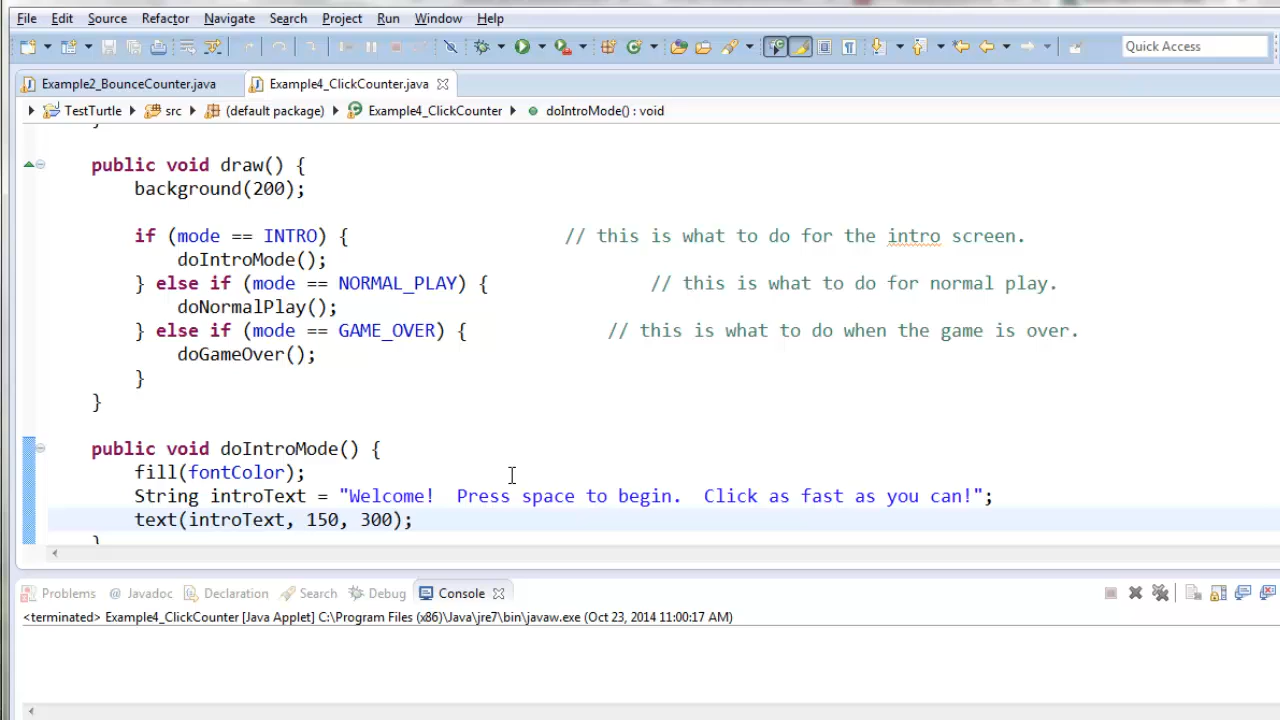 File Edit Source Refactor Navigate Search Project Run Window Help
Quick Access
Example2_BounceCounter.java Example4_ClickCounter.java
TestTurtle src (default package) Example4_ClickCounter doIntroMode() : void
}
public void draw() {
background(200);
if (mode == INTRO) { // this is what to do for the intro screen.
doIntroMode();
} else if (mode == NORMAL_PLAY) { // this is what to do for normal play.
doNormalPlay();
} else if (mode == GAME_OVER) { // this is what to do when the game is over.
doGameOver();
}
}
public void doIntroMode() {
fill(fontColor);
String introText = "Welcome!  Press space to begin.  Click as fast as you can!";
text(introText, 150, 300);
}
Problems @ Javadoc Declaration Search Debug Console
<terminated> Example4_ClickCounter [Java Applet] C:\Program Files (x86)\Java\jre7\bin\javaw.exe (Oct 23, 2014 11:00:17 AM)